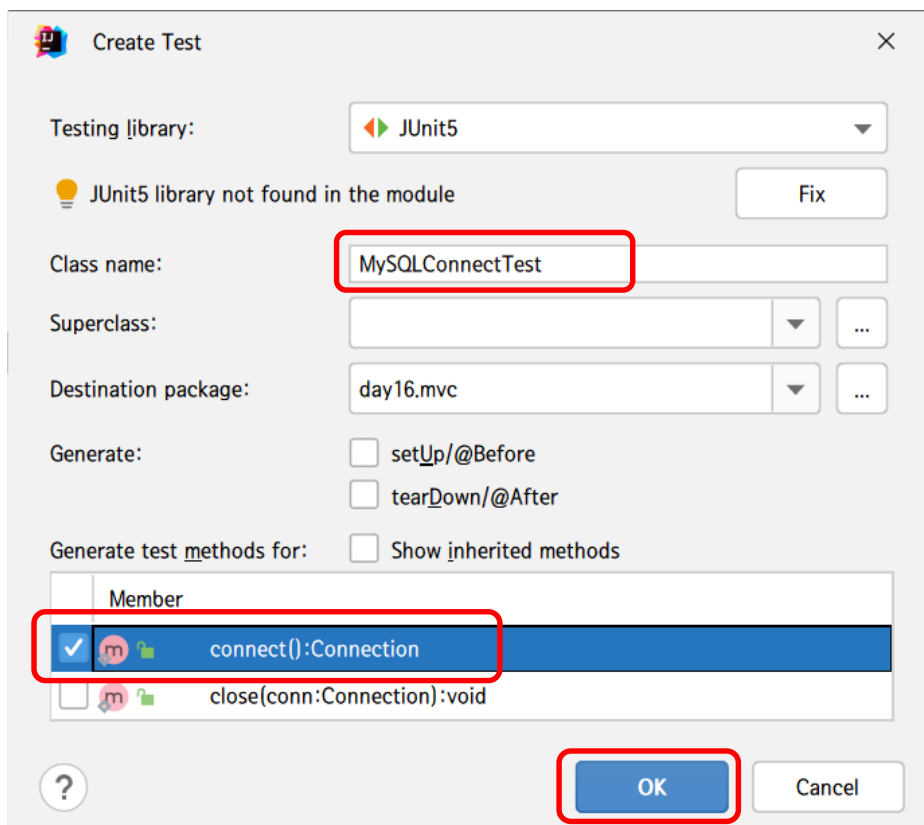 Create Test
Testing library: JUnit5
JUnit5 library not found in the module Fix
Class name: MySQLConnectTest
Superclass: ...
Destination package: day16.mvc ...
Generate: setUp/@Before
tearDown/@After
Generate test methods for: Show inherited methods
Member
m connect():Connection
m close(conn:Connection):void
? OK Cancel